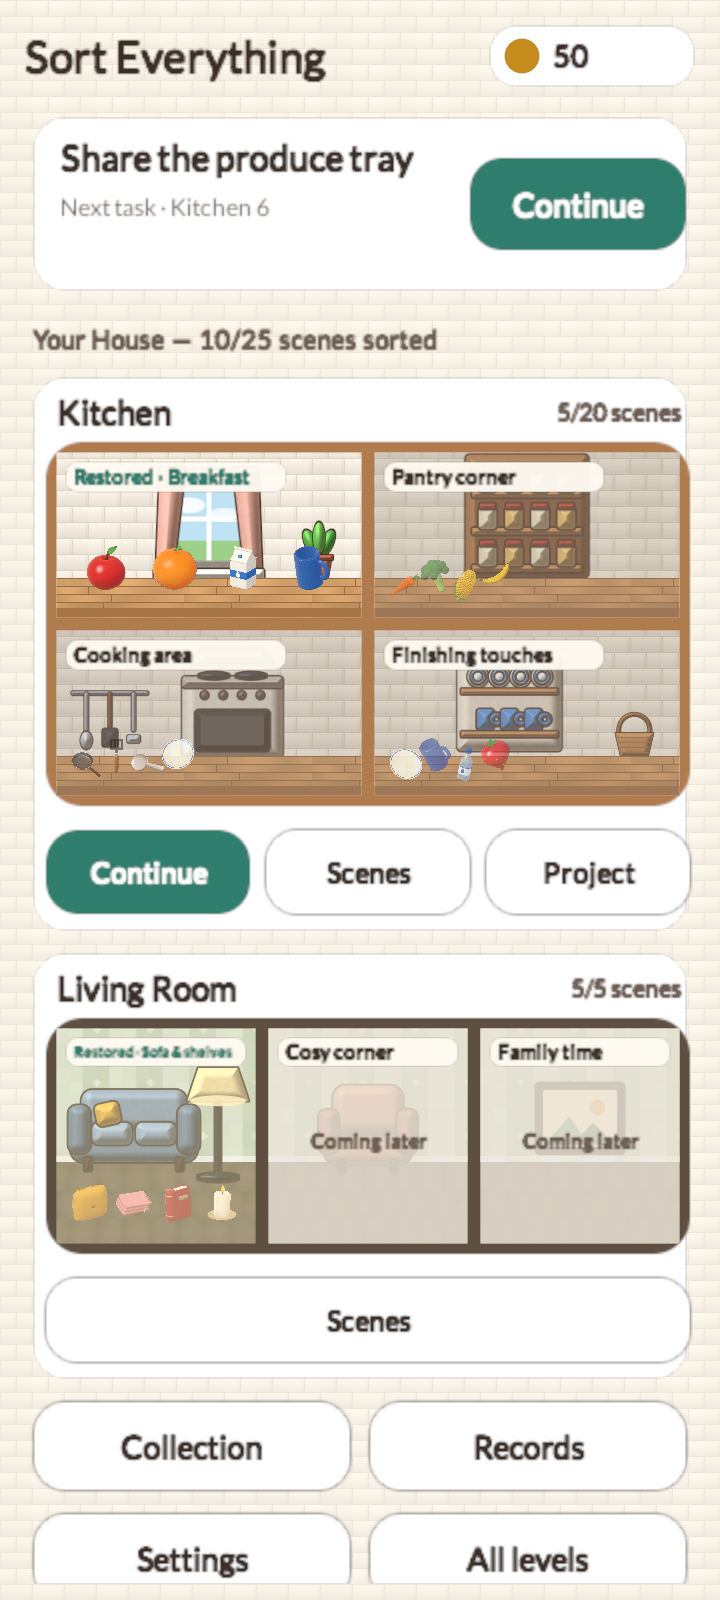 Sort Everything
50
Share the produce tray
Next task · Kitchen 6
Continue
Your House — 10/25 scenes sorted
Kitchen
5/20 scenes
Restored · Breakfast
Pantry corner
Cooking area
Finishing touches
Continue
Scenes
Project
Living Room
5/5 scenes
Restored · Sofa & shelves
Cosy corner
Family time
Coming later
Coming later
Scenes
Collection
Records
Settings
All levels